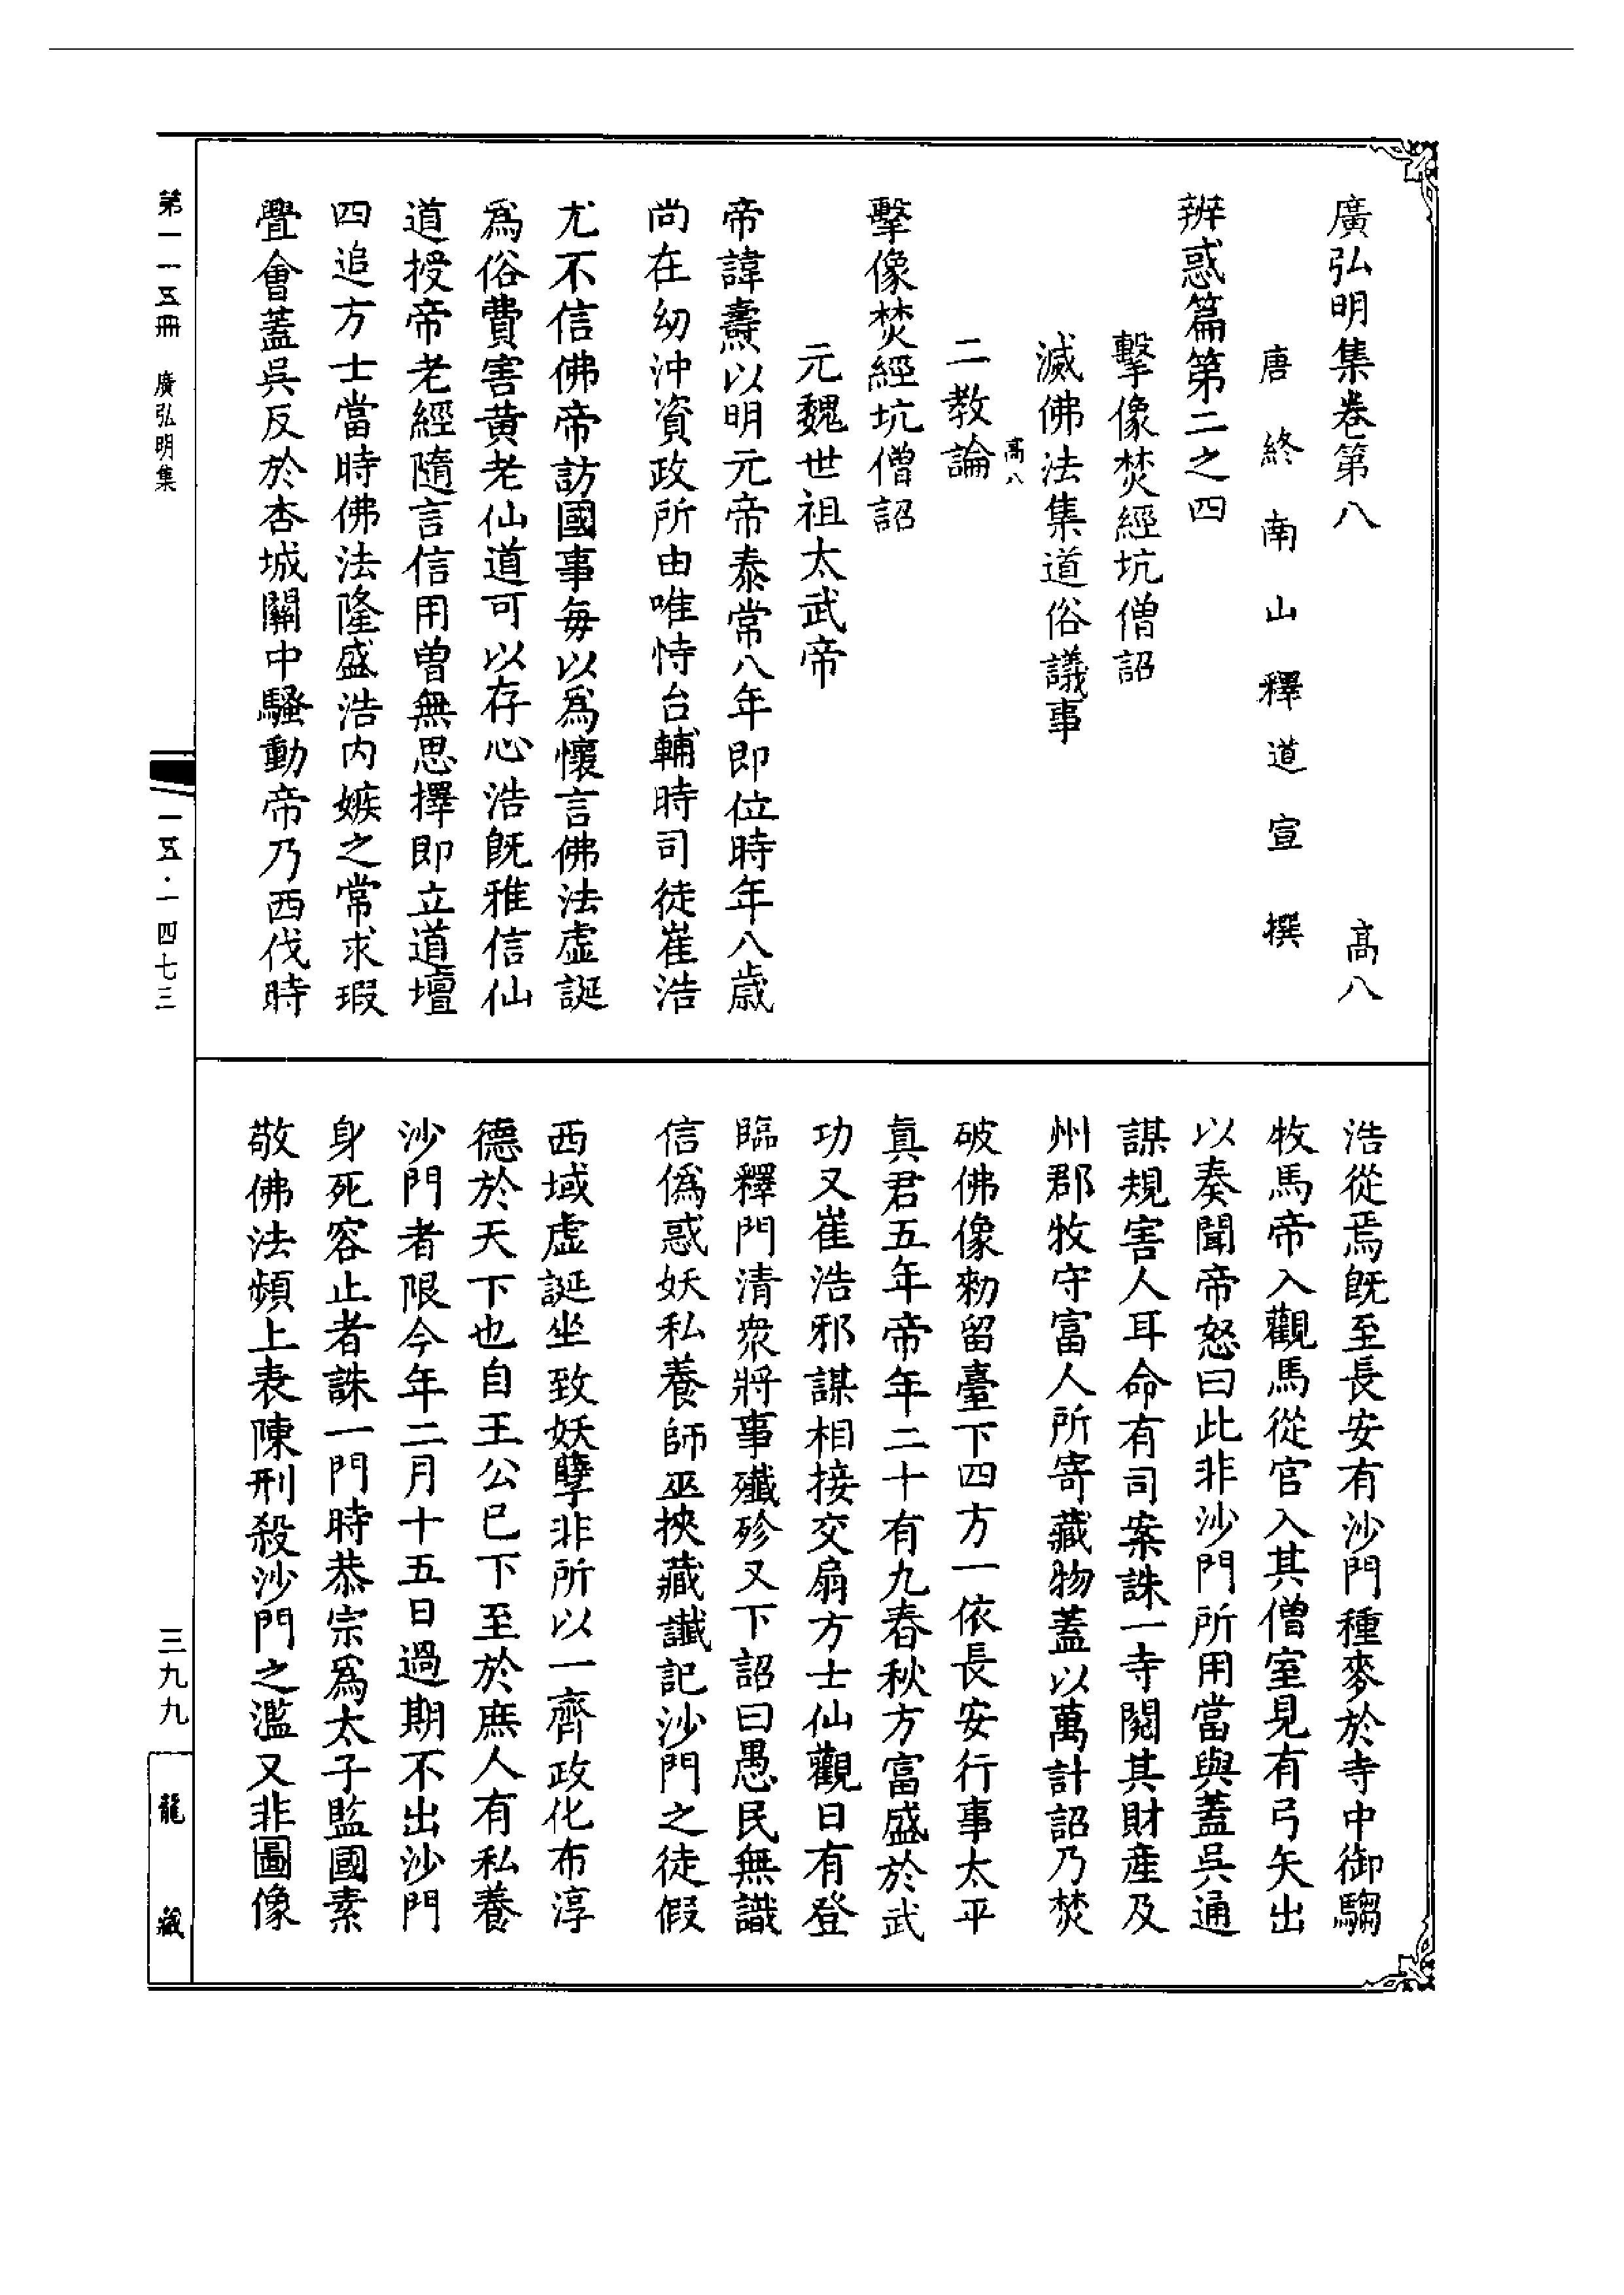 廣弘明集卷第八　高八
唐終南山釋道宣撰
辨惑篇第二之四
擊像焚經坑僧詔
滅佛法集道俗議事
高八
二教論
擊像焚經坑僧詔
元魏世祖太武帝
帝諱燾以明元帝泰常八年即位時年八歲
尚在幼沖資政所由唯恃台輔時司徒崔浩
尤不信佛帝訪國事每以爲懷言佛法虛誕
爲俗費害黃老仙道可以存心浩旣雅信仙
道授帝老經隨言信用曾無思擇即立道壇
四追方士當時佛法隆盛浩內嫉之常求瑕
舋會蓋吳反於杏城關中騷動帝乃西伐時
浩從焉旣至長安有沙門種麥於寺中御騶
牧馬帝入觀馬從官入其僧室見有弓矢出
以奏聞帝怒曰此非沙門所用當與蓋吳通
謀規害人耳命有司案誅一寺閱其財產及
州郡牧守富人所寄藏物蓋以萬計詔乃焚
破佛像勑留臺下四方一依長安行事太平
真君五年帝年二十有九春秋方富盛於武
功又崔浩邪謀相接交扇方士仙觀日有登
臨釋門清衆將事殲殄又下詔曰愚民無識
信僞惑妖私養師巫挾藏讖記沙門之徒假
西域虛誕坐致妖孽非所以一齊政化布淳
德於天下也自王公已下至於庶人有私養
沙門者限今年二月十五日過期不出沙門
身死容止者誅一門時恭宗爲太子監國素
敬佛法頻上表陳刑殺沙門之濫又非圖像
第一一五冊　廣弘明集
一五·一四七三
三九九
龍藏